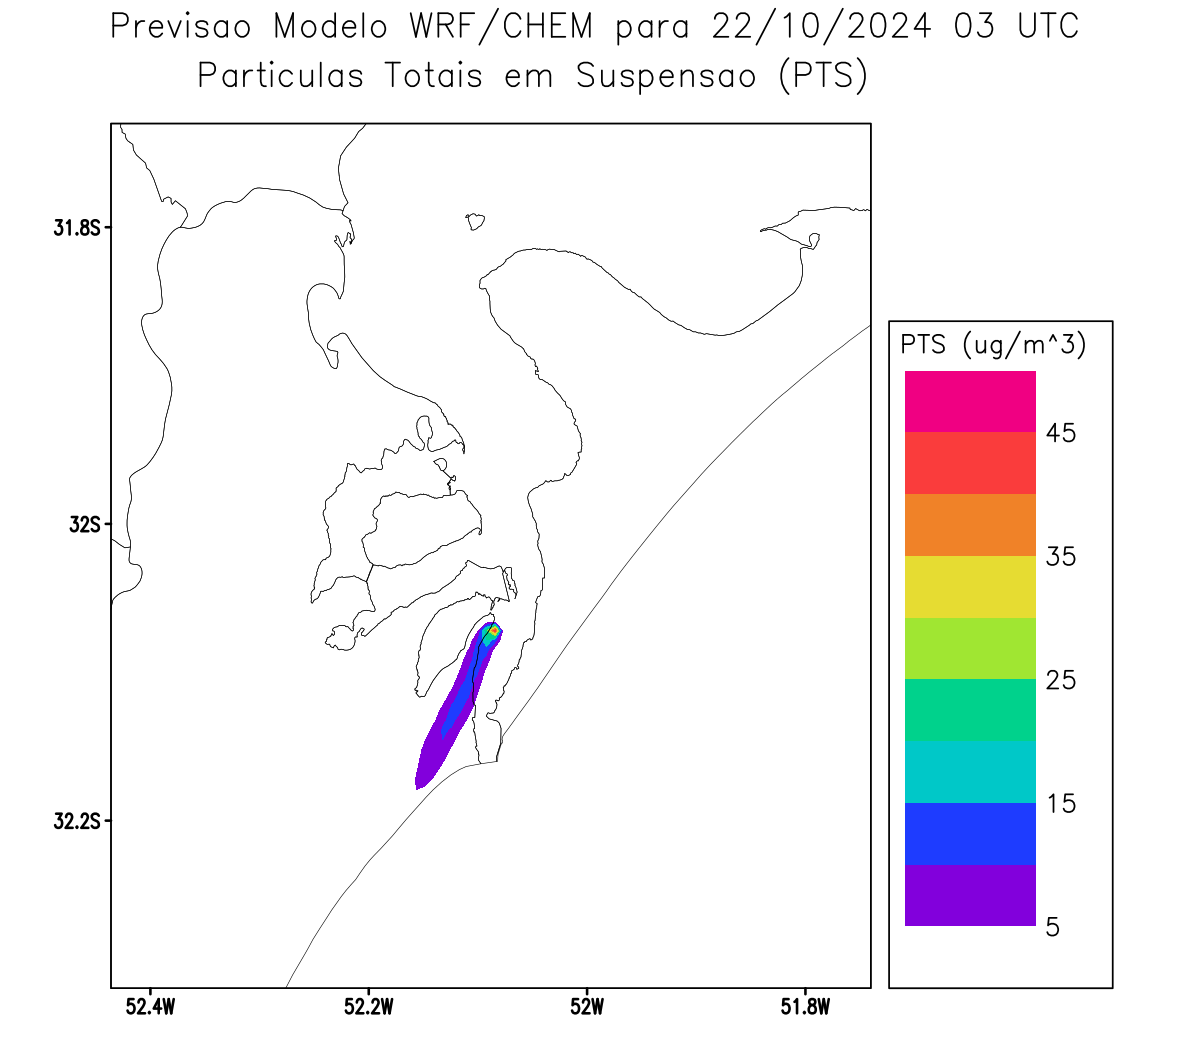 Previsao Modelo WRF/CHEM para 22/10/2024 03 UTC
Particulas Totais em Suspensao (PTS)
31.8S
32S
32.2S
52.4W
52.2W
52W
51.8W
PTS (ug/m^3)
45
35
25
15
5